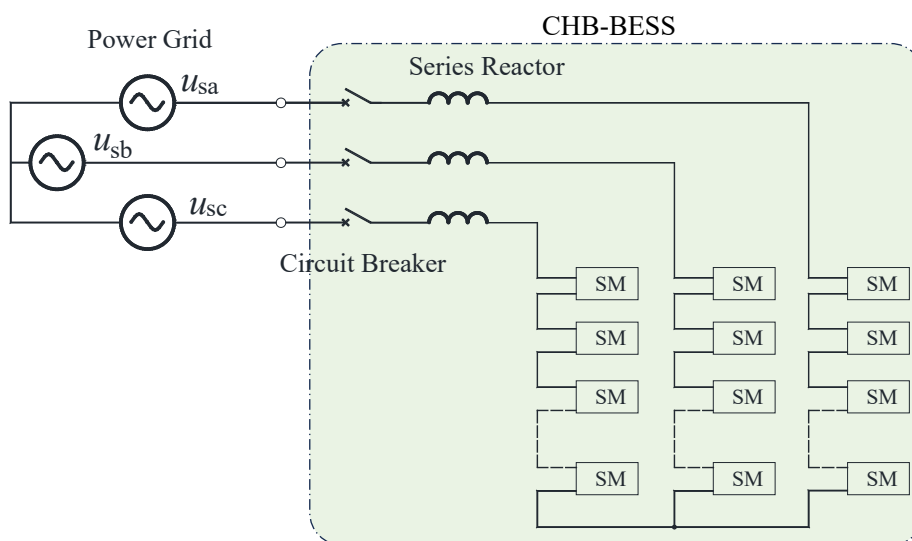 CHB-BESS
Power Grid
Series Reactor
usa
usb
usc
Circuit Breaker
SM SM SM
SM SM SM
SM SM SM
SM SM SM